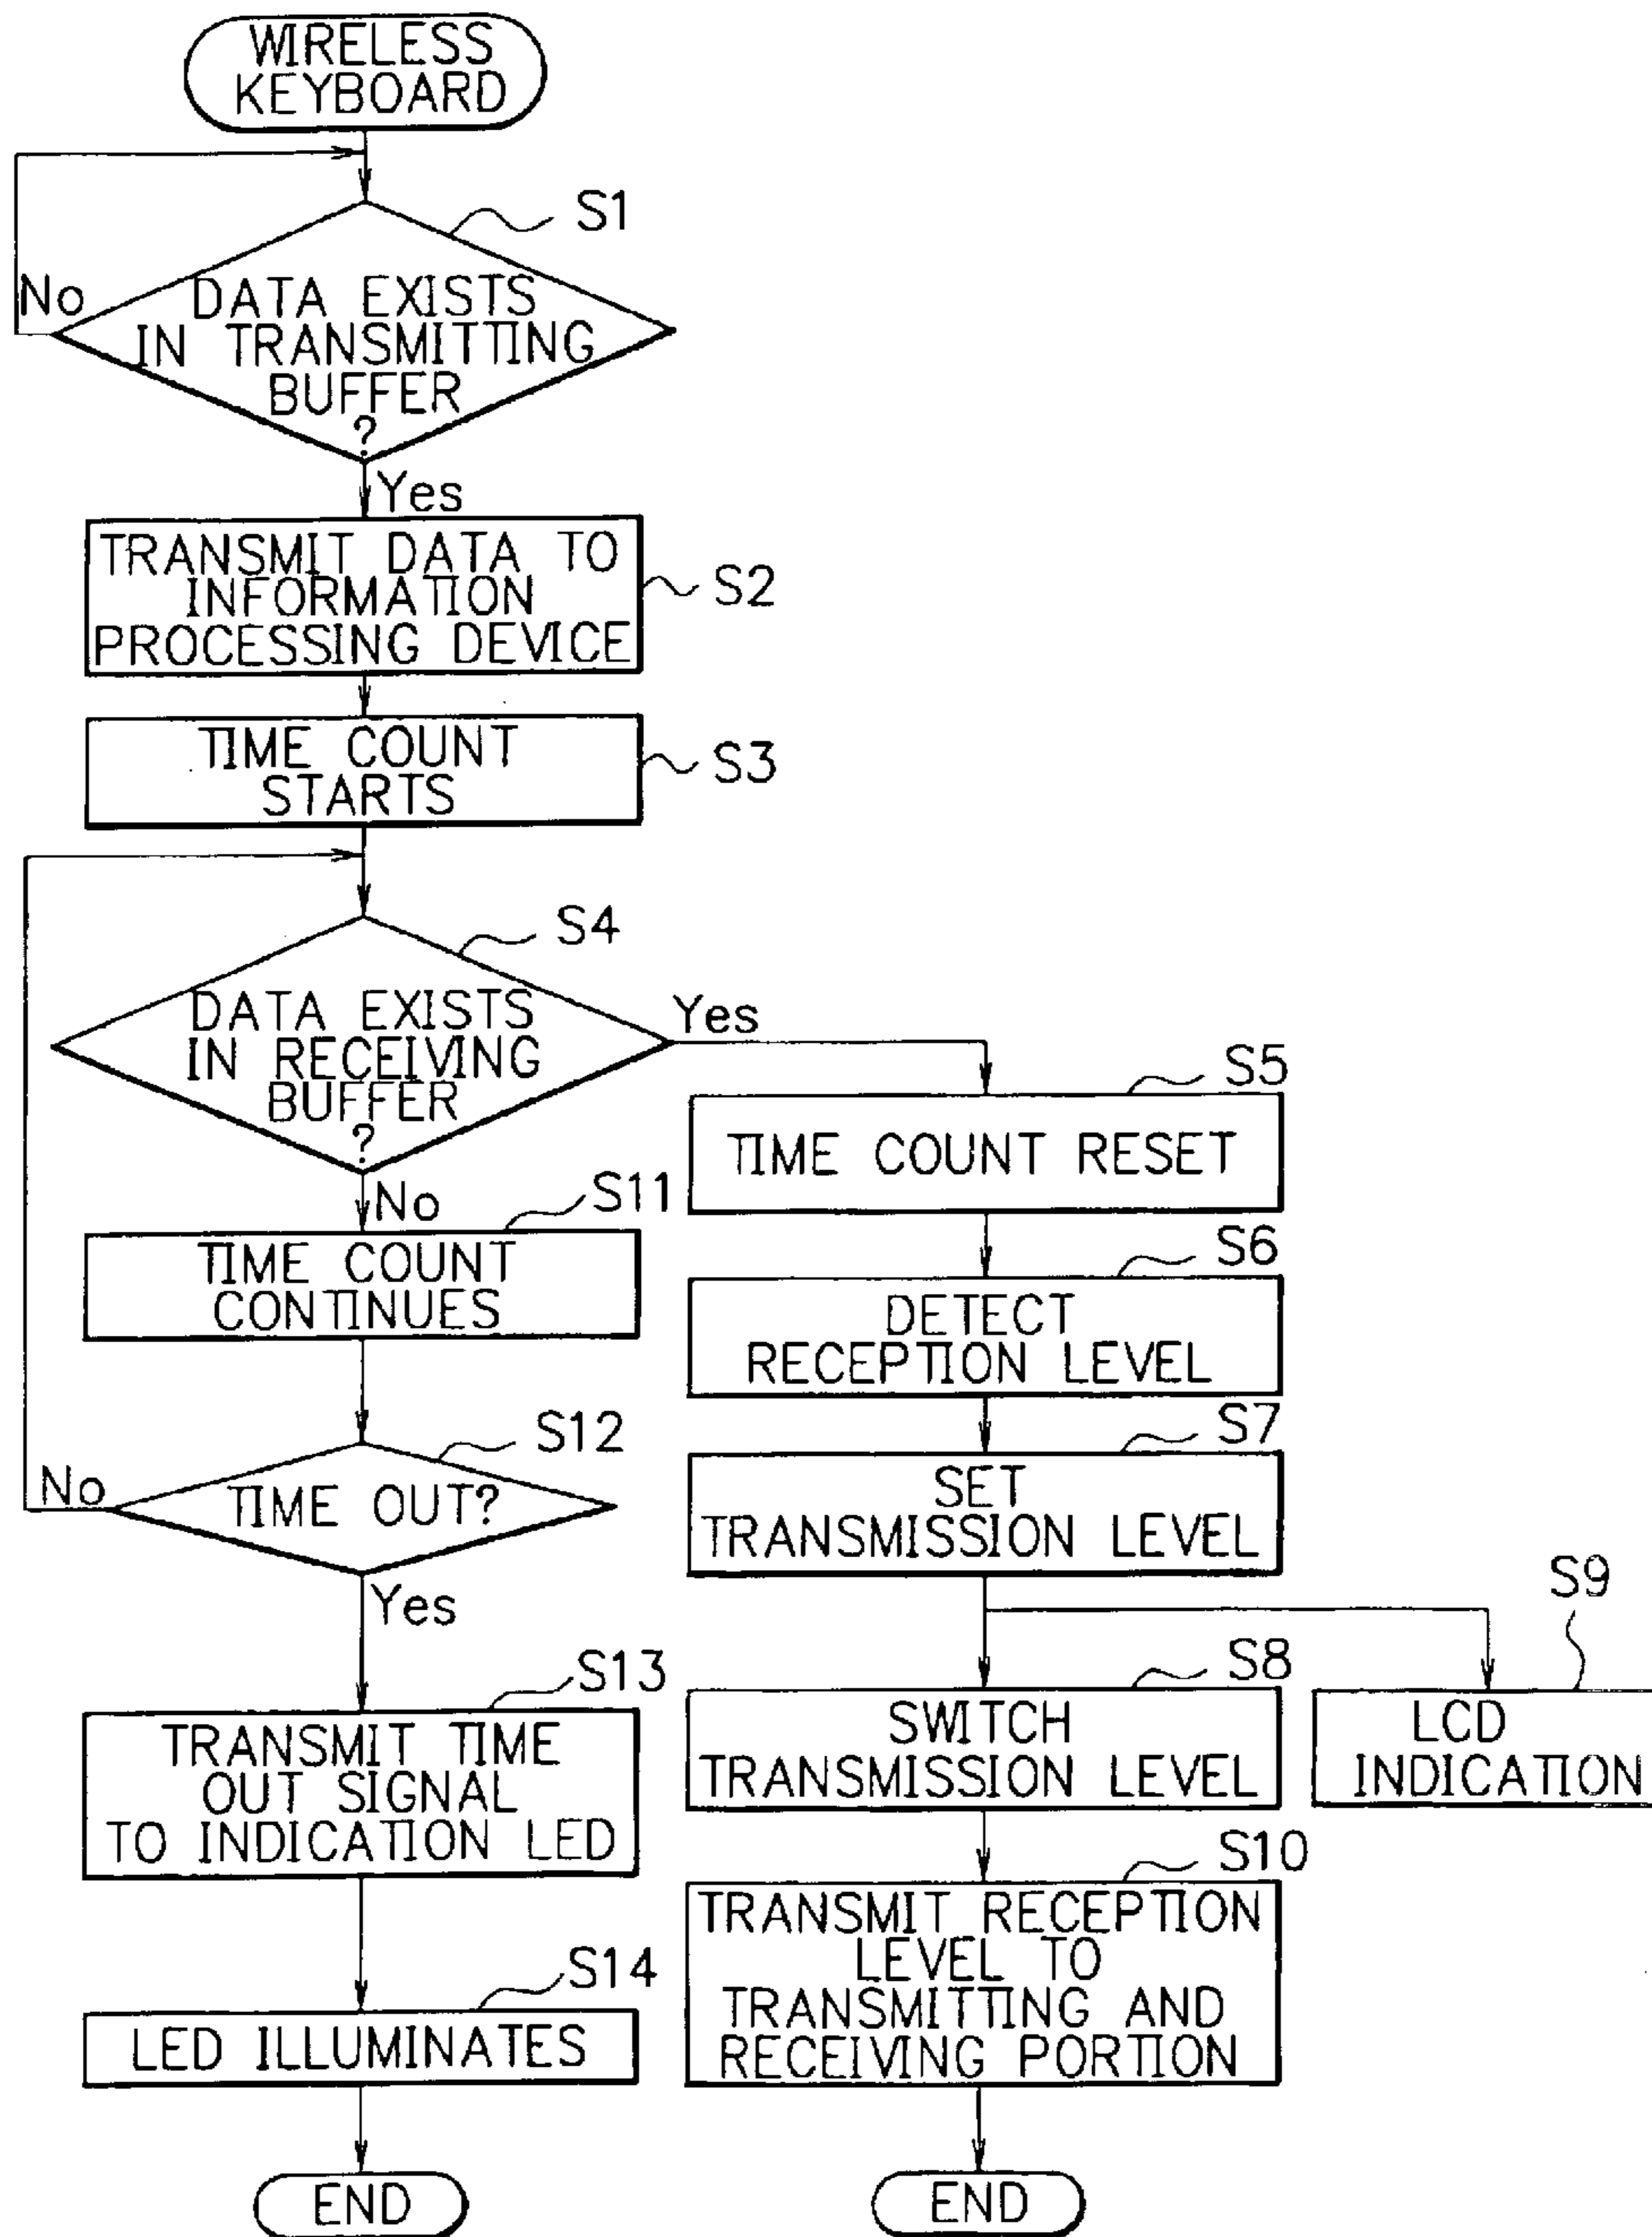 WIRELESS
KEYBOARD
S1
No
DATA EXISTS
IN TRANSMITTING
BUFFER
?
Yes
TRANSMIT DATA TO
INFORMATION
PROCESSING DEVICE
S2
TIME COUNT
STARTS
S3
S4
DATA EXISTS
IN RECEIVING
BUFFER
?
Yes
No
S5
TIME COUNT RESET
S11
TIME COUNT
CONTINUES
S6
DETECT
RECEPTION LEVEL
S12
No
TIME OUT?
Yes
S7
SET
TRANSMISSION LEVEL
S9
LCD
INDICATION
S8
SWITCH
TRANSMISSION LEVEL
S13
TRANSMIT TIME
OUT SIGNAL
TO INDICATION LED
S10
TRANSMIT RECEPTION
LEVEL TO
TRANSMITTING AND
RECEIVING PORTION
S14
LED ILLUMINATES
END
END